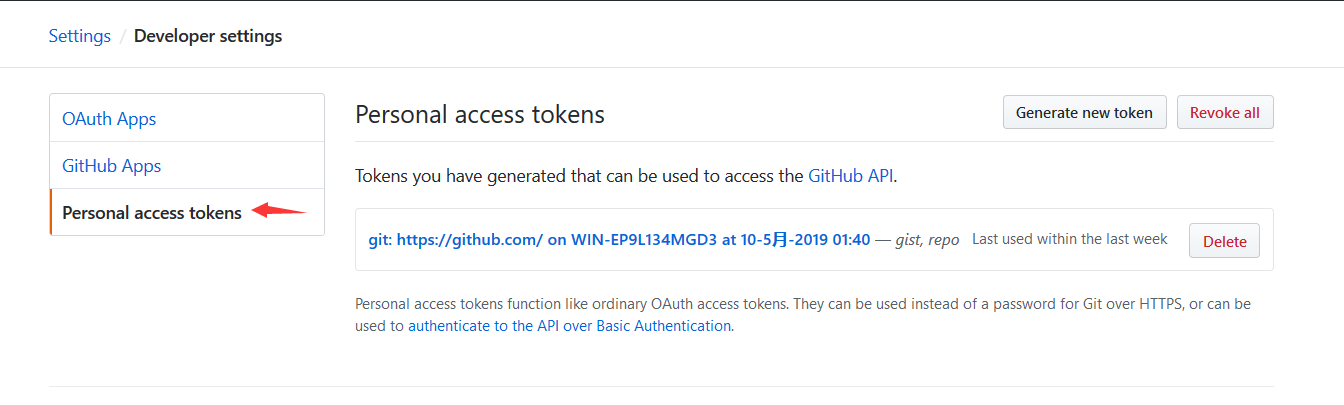 Settings / Developer settings
OAuth Apps
GitHub Apps
Personal access tokens
Personal access tokens
Generate new token
Revoke all
Tokens you have generated that can be used to access the GitHub API.
git: https://github.com/ on WIN-EP9L134MGD3 at 10-5月-2019 01:40 — gist, repo
Last used within the last week
Delete
Personal access tokens function like ordinary OAuth access tokens. They can be used instead of a password for Git over HTTPS, or can be
used to authenticate to the API over Basic Authentication.